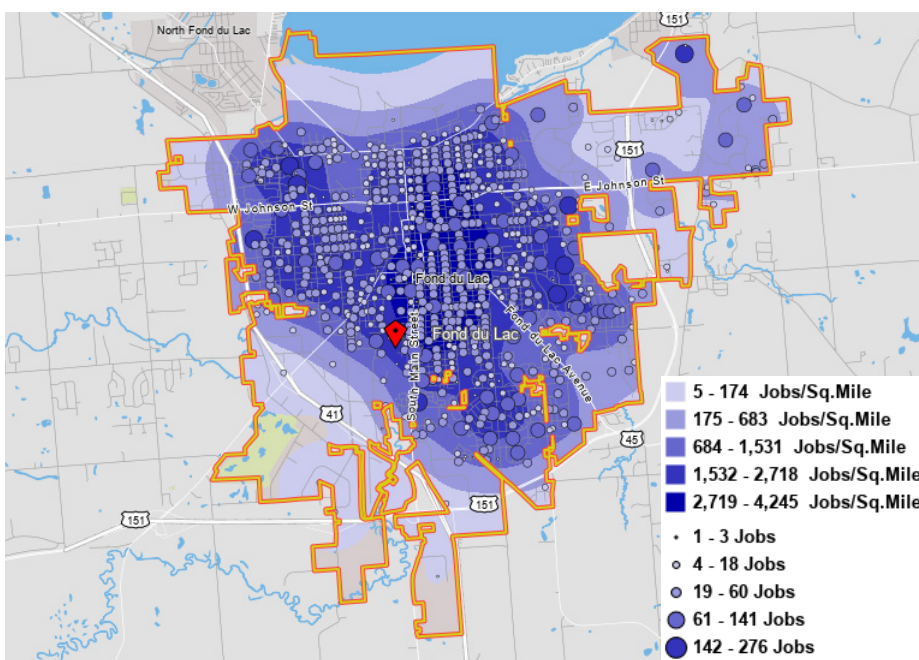 151
North Fond du Lac
151
151
E Johnson St
W Johnson St
Fond du Lac
Fond du Lac
South Main Street
Fond du Lac Avenue
41
45
151
151
5 - 174 Jobs/Sq.Mile
175 - 683 Jobs/Sq.Mile
684 - 1,531 Jobs/Sq.Mile
1,532 - 2,718 Jobs/Sq.Mile
2,719 - 4,245 Jobs/Sq.Mile
1 - 3 Jobs
4 - 18 Jobs
19 - 60 Jobs
61 - 141 Jobs
142 - 276 Jobs